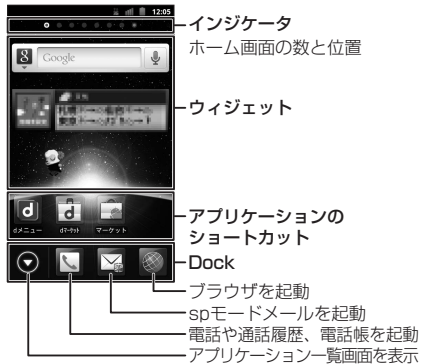 12:05
インジケータ
ホーム画面の数と位置
Google
ウィジェット
dメニュー dマーケット マーケット
アプリケーションの
ショートカット
Dock
ブラウザを起動
spモードメールを起動
電話や通話履歴、電話帳を起動
アプリケーション一覧画面を表示